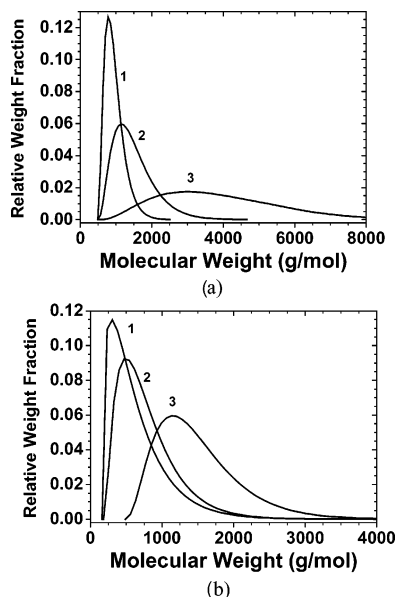 Relative Weight Fraction
0.12
0.10
0.08
0.06
0.04
0.02
0.00
1
2
3
0 2000 4000 6000 8000
Molecular Weight (g/mol)
(a)
Relative Weight Fraction
0.12
0.10
0.08
0.06
0.04
0.02
0.00
1
2
3
0 1000 2000 3000 4000
Molecular Weight (g/mol)
(b)